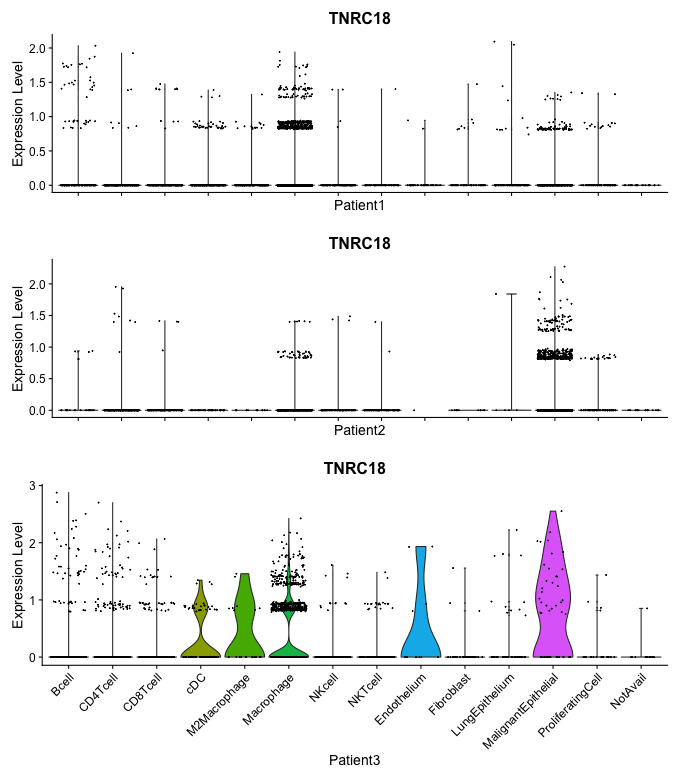 TNRC18
2.0
1.5
1.0
0.5
0.0
Expression Level
Patient1
TNRC18
2.0
1.5
1.0
0.5
0.0
Expression Level
Patient2
TNRC18
3
2
1
0
Expression Level
Bcell
CD4Tcell
CD8Tcell
cDC
M2Macrophage
Macrophage
NKcell
NKTcell
Endothelium
Fibroblast
LungEpithelium
MalignantEpithelial
ProliferatingCell
NotAvail
Patient3